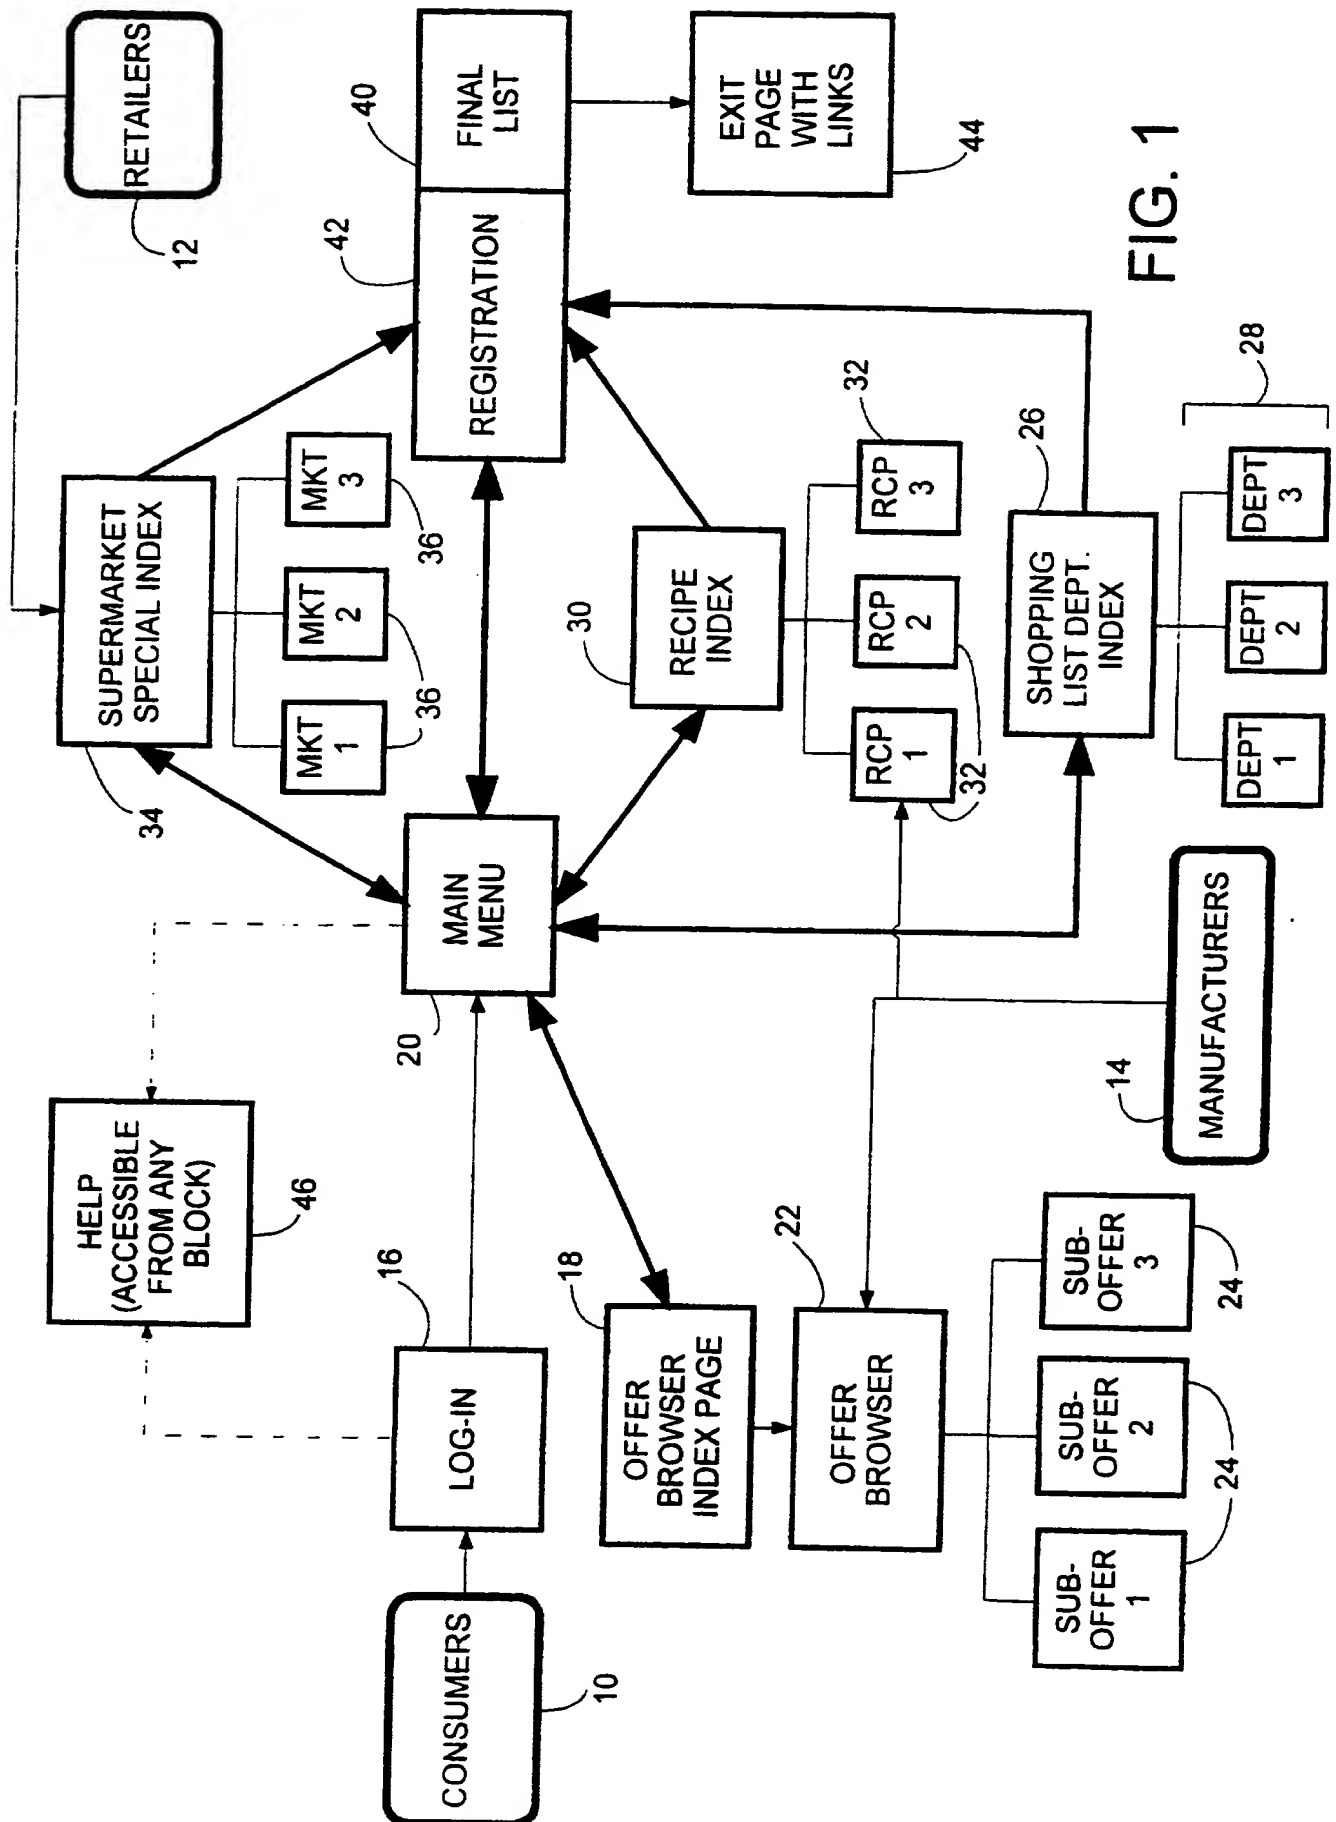 RETAILERS
12
SUPERMARKET
SPECIAL INDEX
34
MKT
1
MKT
2
MKT
3
36
36
HELP
(ACCESSIBLE
FROM ANY
BLOCK)
46
CONSUMERS
10
LOG-IN
16
MAIN
MENU
20
REGISTRATION
42
FINAL
LIST
40
EXIT
PAGE
WITH
LINKS
44
OFFER
BROWSER
INDEX PAGE
18
OFFER
BROWSER
22
SUB-
OFFER
1
SUB-
OFFER
2
SUB-
OFFER
3
24
24
RECIPE
INDEX
30
RCP
1
RCP
2
RCP
3
32
32
SHOPPING
LIST DEPT.
INDEX
26
DEPT
1
DEPT
2
DEPT
3
28
MANUFACTURERS
14
FIG. 1